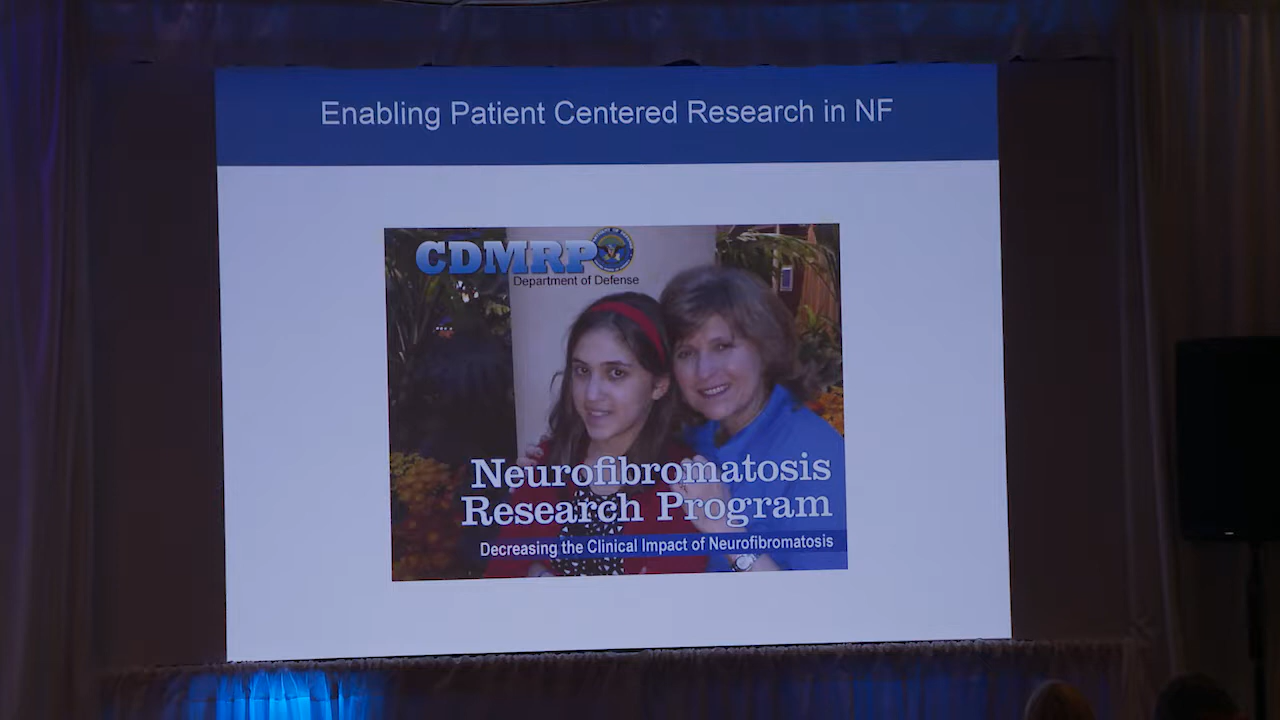 Enabling Patient Centered Research in NF
CDMRP
Department of Defense
Neurofibromatosis
Research Program
Decreasing the Clinical Impact of Neurofibromatosis